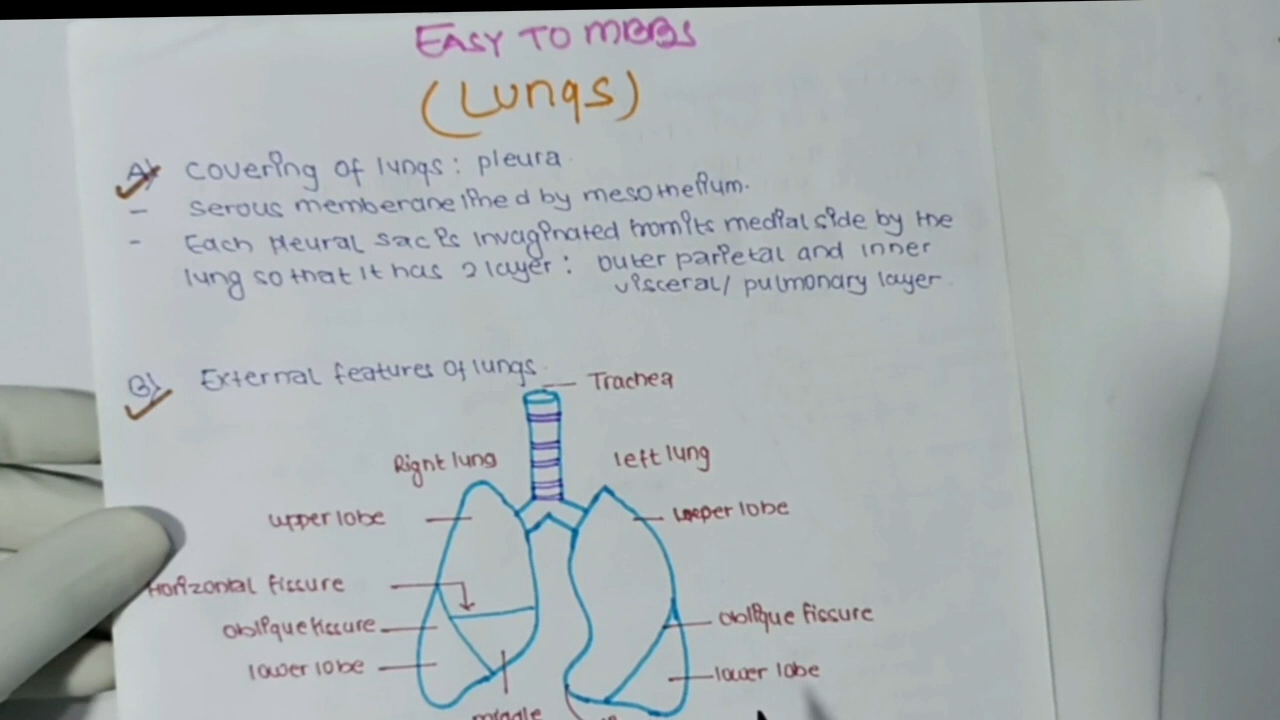 EASY TO MBBS
(Lungs)
A) covering of lungs: pleura.
- serous memberane lined by mesothelium.
- Each pleural sac is invaginated from its medial side by the
lung so that it has 2 layer: outer parietal and inner
visceral/ pulmonary layer.
B) External features of lungs.
Trachea
Right lung
left lung
upper lobe
upper lobe
Horizontal fissure
oblique fissure
oblique fissure
lower lobe
lower lobe
middle